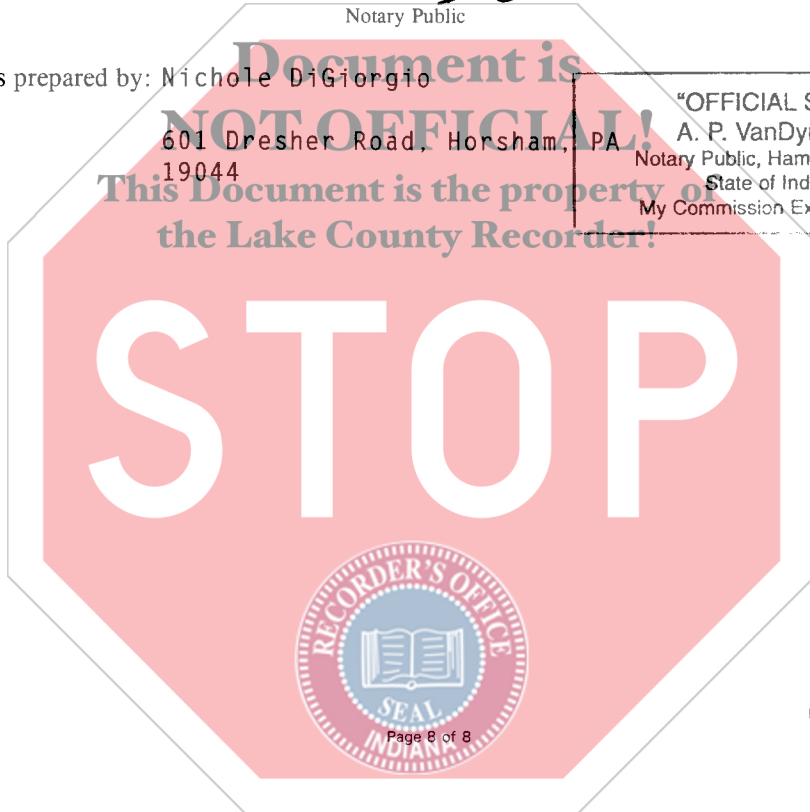 Notary Public
Document is
s prepared by: Nichole DiGiorgio
"OFFICIAL S
NOT OFFICIAL!
601 Dresher Road, Horsham, PA
A. P. VanDy
19044
Notary Public, Ham
This Document is the property of
State of Ind
the Lake County Recorder!
My Commission Ex
STOP
RECORDER'S OFFICE
SEAL
INDIANA
Page 8 of 8